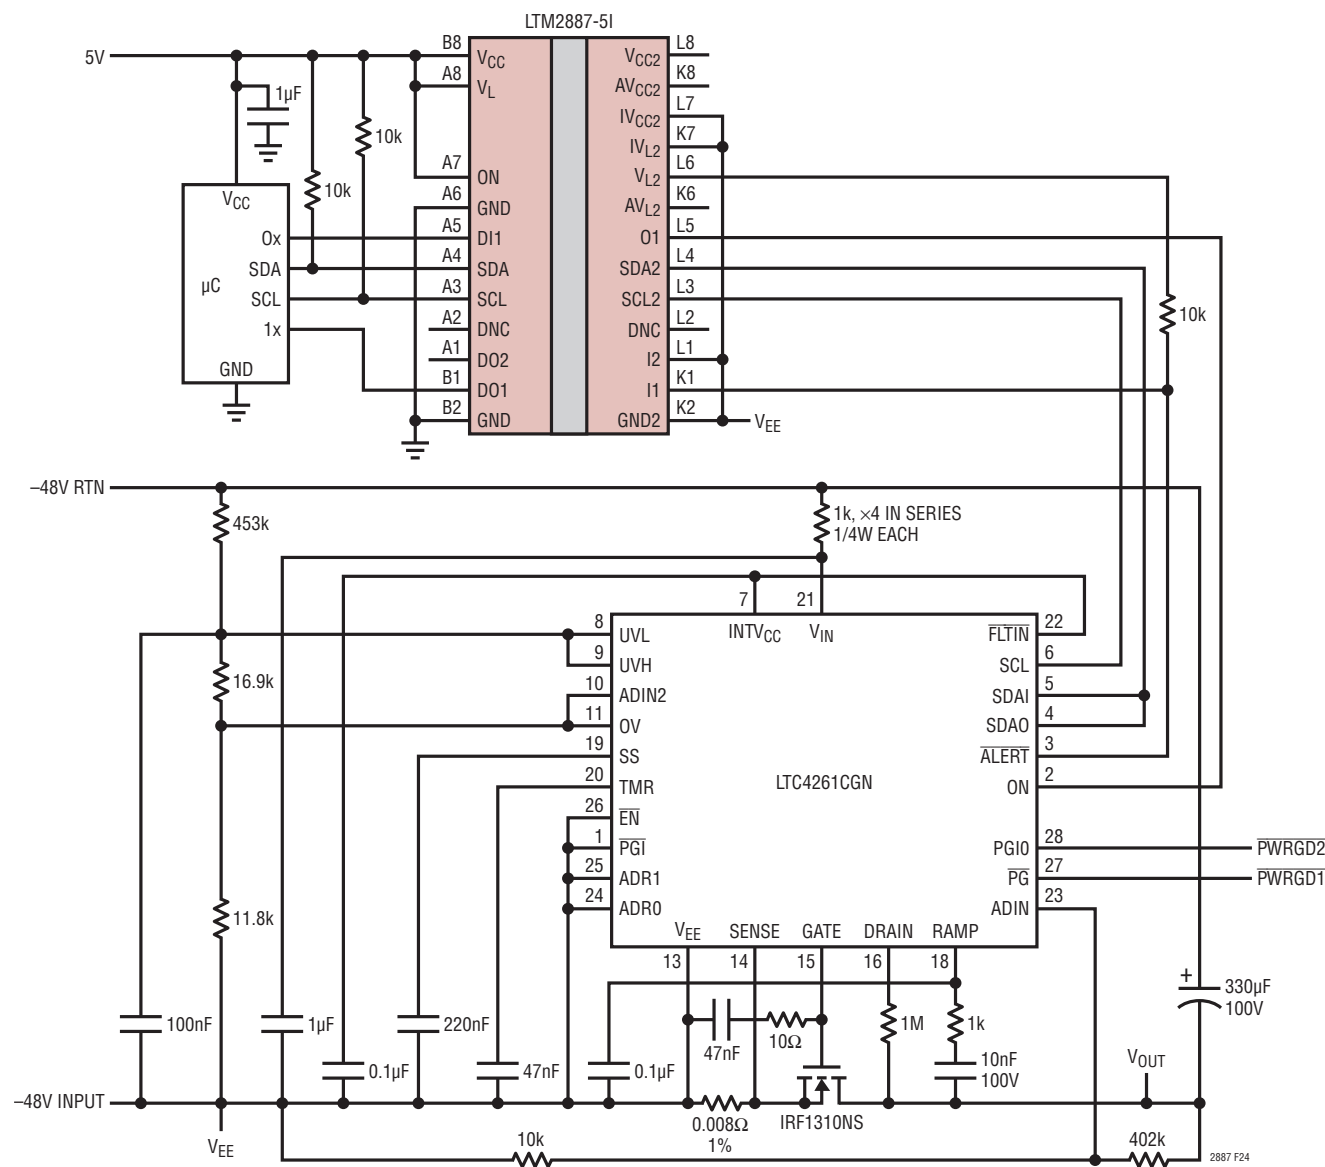 LTM2887-5I
5V
B8
VCC
A8
VL
1µF
10k
10k
A7
ON
A6
GND
A5
DI1
A4
SDA
A3
SCL
A2
DNC
A1
DO2
B1
DO1
B2
GND
VCC2
L8
AVCC2
K8
IVCC2
L7
IVL2
K7
VL2
L6
AVL2
K6
O1
L5
SDA2
L4
SCL2
L3
DNC
L2
I2
L1
I1
K1
GND2
K2
VEE
10k
VCC
0x
SDA
µC
SCL
1x
GND
–48V RTN
453k
1k, ×4 IN SERIES
1/4W EACH
7
21
INTVCC
VIN
8
UVL
9
UVH
10
ADIN2
11
OV
19
SS
20
TMR
26
EN
1
PGI
25
ADR1
24
ADR0
16.9k
11.8k
22
FLTIN
6
SCL
5
SDAI
4
SDAO
3
ALERT
2
ON
LTC4261CGN
28
PGI0
PWRGD2
27
PG
PWRGD1
23
ADIN
VEE
SENSE
GATE
DRAIN
RAMP
13
14
15
16
18
100nF
1µF
0.1µF
220nF
47nF
0.1µF
47nF
10Ω
1M
1k
10nF
100V
+
330µF
100V
VOUT
–48V INPUT
VEE
0.008Ω
1%
IRF1310NS
10k
402k
2887 F24